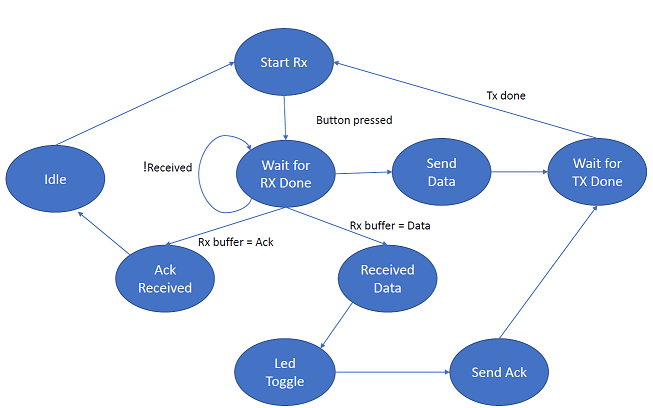 Start Rx
Tx done
Button pressed
!Received
Idle
Wait for
RX Done
Send
Data
Wait for
TX Done
Rx buffer = Data
Rx buffer = Ack
Ack
Received
Received
Data
Led
Toggle
Send Ack